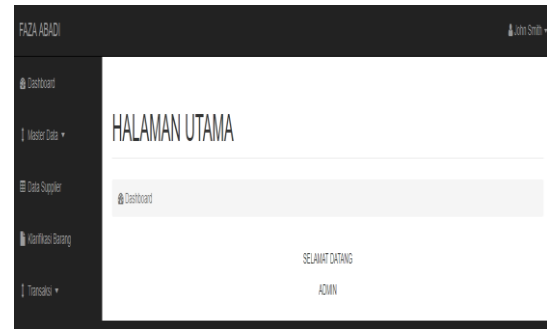 FAZA ABADI
John Smith
Dashboard
Master Data
Data Supplier
Klarifikasi Barang
Transaksi
HALAMAN UTAMA
Dashboard
SELAMAT DATANG
ADMIN